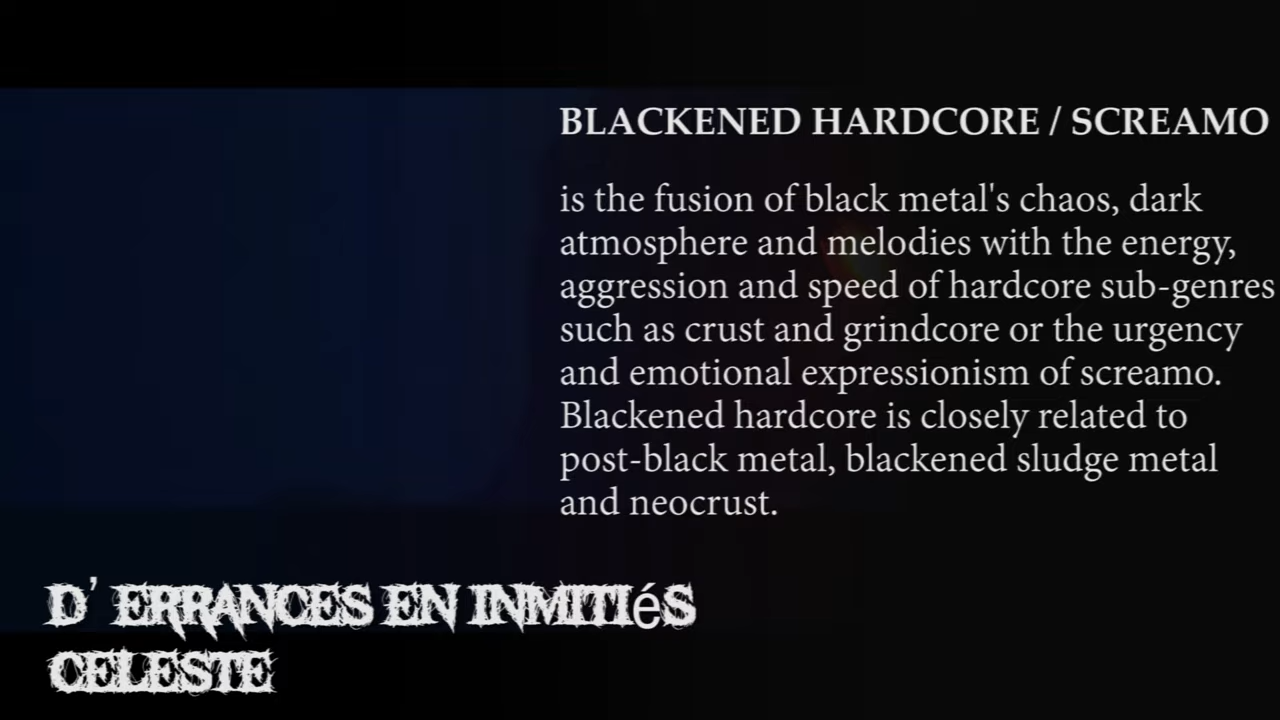 BLACKENED HARDCORE / SCREAMO
is the fusion of black metal's chaos, dark
atmosphere and melodies with the energy,
aggression and speed of hardcore sub-genres
such as crust and grindcore or the urgency
and emotional expressionism of screamo.
Blackened hardcore is closely related to
post-black metal, blackened sludge metal
and neocrust.
D' ERRANCES EN INMITIéS
CELESTE